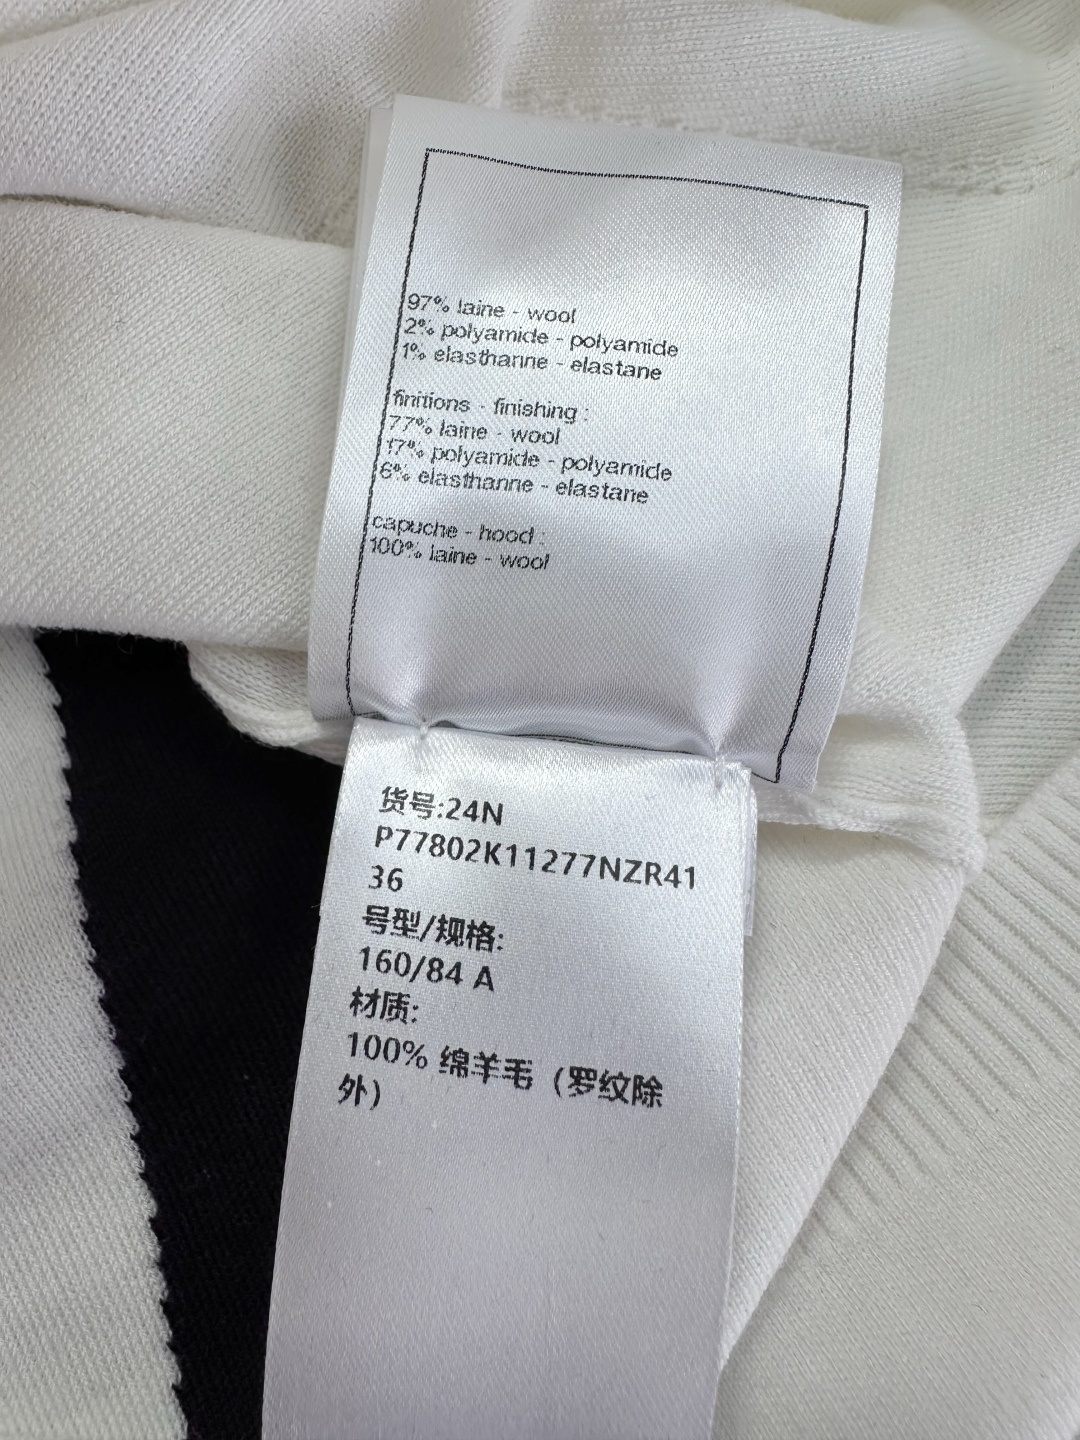 97% laine - wool
2% polyamide - polyamide
1% elasthanne - elastane
finitions - finishing :
77% laine - wool
17% polyamide - polyamide
6% elasthanne - elastane
capuche - hood :
100% laine - wool
货号:24N
P77802K11277NZR41
36
号型/规格:
160/84 A
材质:
100% 绵羊毛（罗纹除
外）